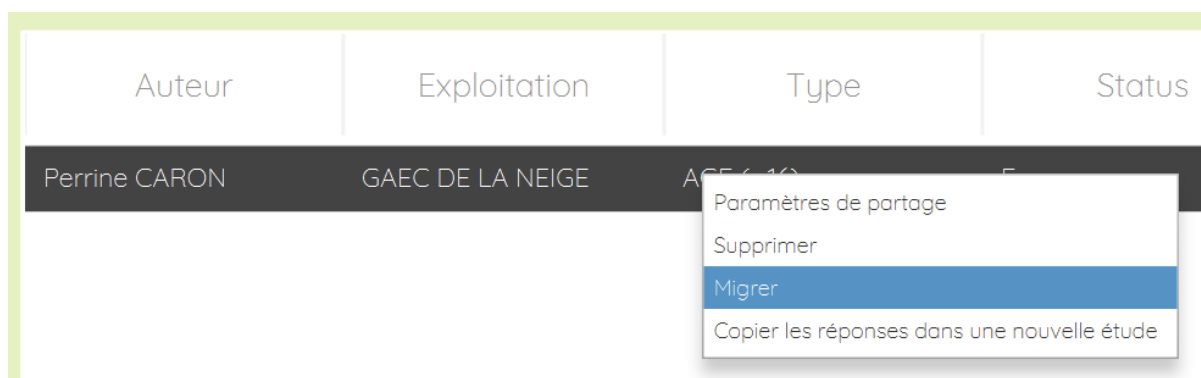 Auteur Exploitation Type Status
Perrine CARON GAEC DE LA NEIGE
Paramètres de partage
Supprimer
Migrer
Copier les réponses dans une nouvelle étude